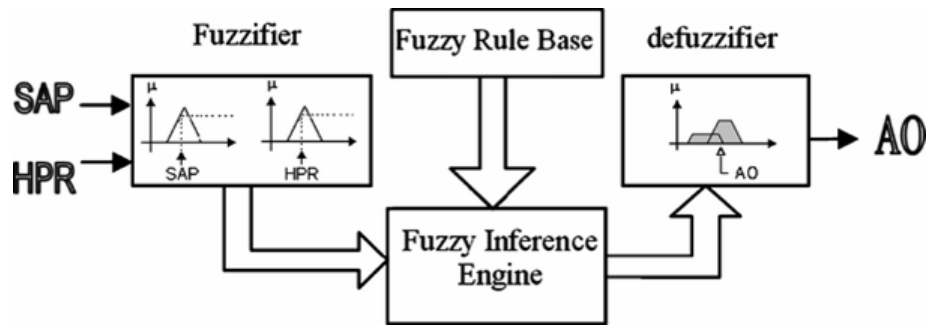 Fuzzifier
Fuzzy Rule Base
defuzzifier
SAP
HPR
μ
μ
SAP
HPR
μ
AO
AO
Fuzzy Inference
Engine